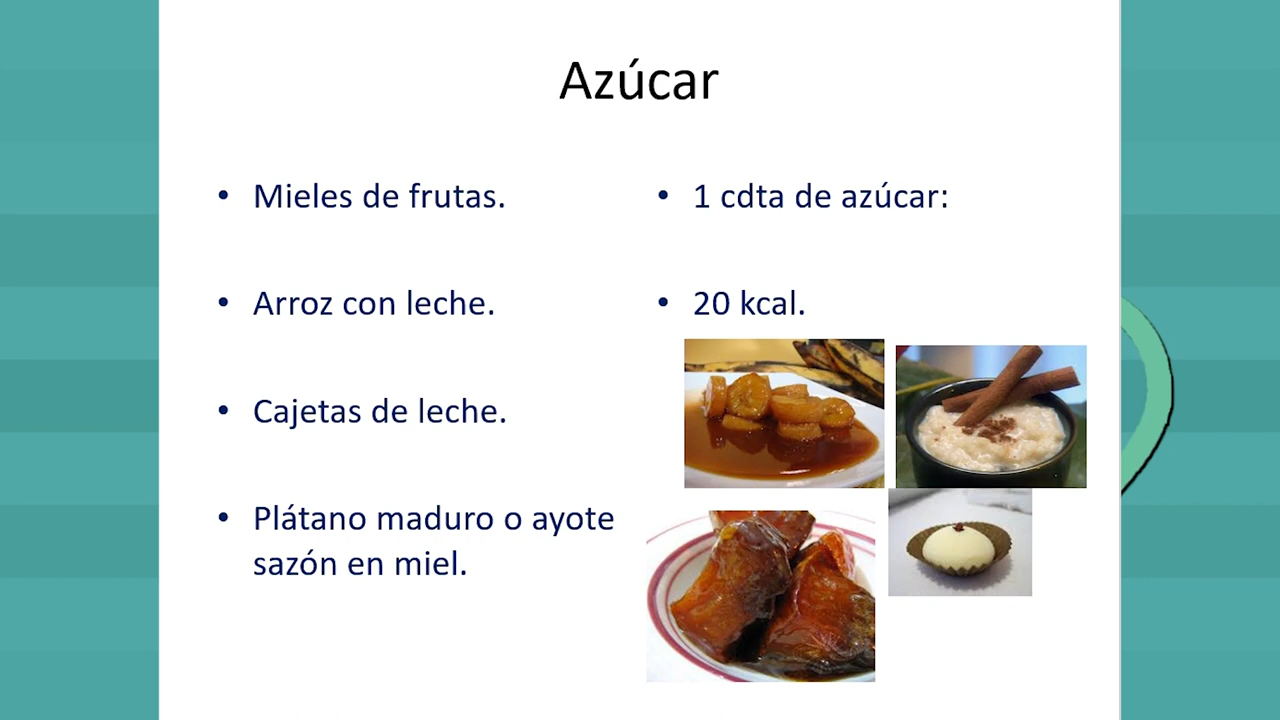 Azúcar
• Mieles de frutas.
• Arroz con leche.
• Cajetas de leche.
• Plátano maduro o ayote
sazón en miel.
• 1 cdta de azúcar:
• 20 kcal.